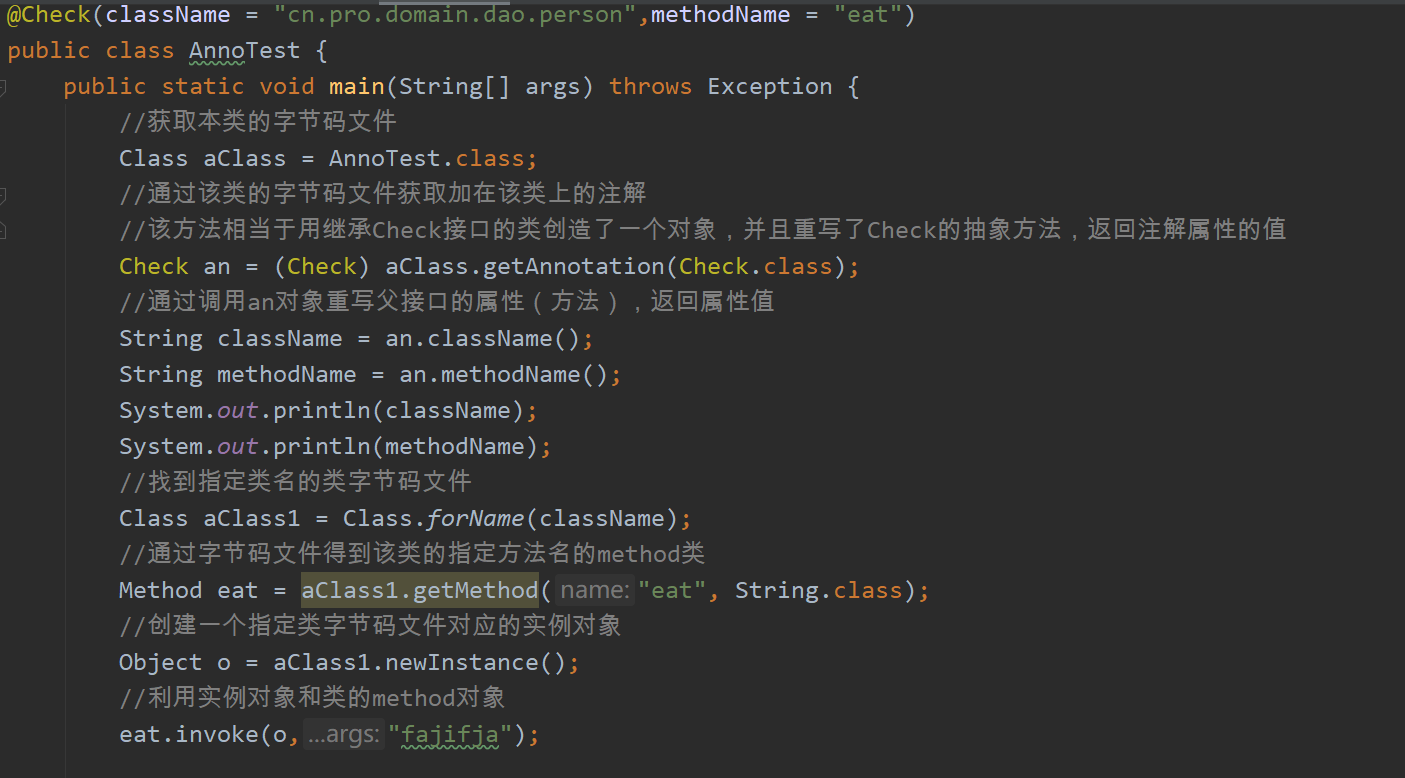 @Check(className = "cn.pro.domain.dao.person",methodName = "eat")
public class AnnoTest {
public static void main(String[] args) throws Exception {
//获取本类的字节码文件
Class aClass = AnnoTest.class;
//通过该类的字节码文件获取加在该类上的注解
//该方法相当于用继承Check接口的类创造了一个对象，并且重写了Check的抽象方法，返回注解属性的值
Check an = (Check) aClass.getAnnotation(Check.class);
//通过调用an对象重写父接口的属性（方法），返回属性值
String className = an.className();
String methodName = an.methodName();
System.out.println(className);
System.out.println(methodName);
//找到指定类名的类字节码文件
Class aClass1 = Class.forName(className);
//通过字节码文件得到该类的指定方法名的method类
Method eat = aClass1.getMethod( name: "eat", String.class);
//创建一个指定类字节码文件对应的实例对象
Object o = aClass1.newInstance();
//利用实例对象和类的method对象
eat.invoke(o, ...args: "fajifja");